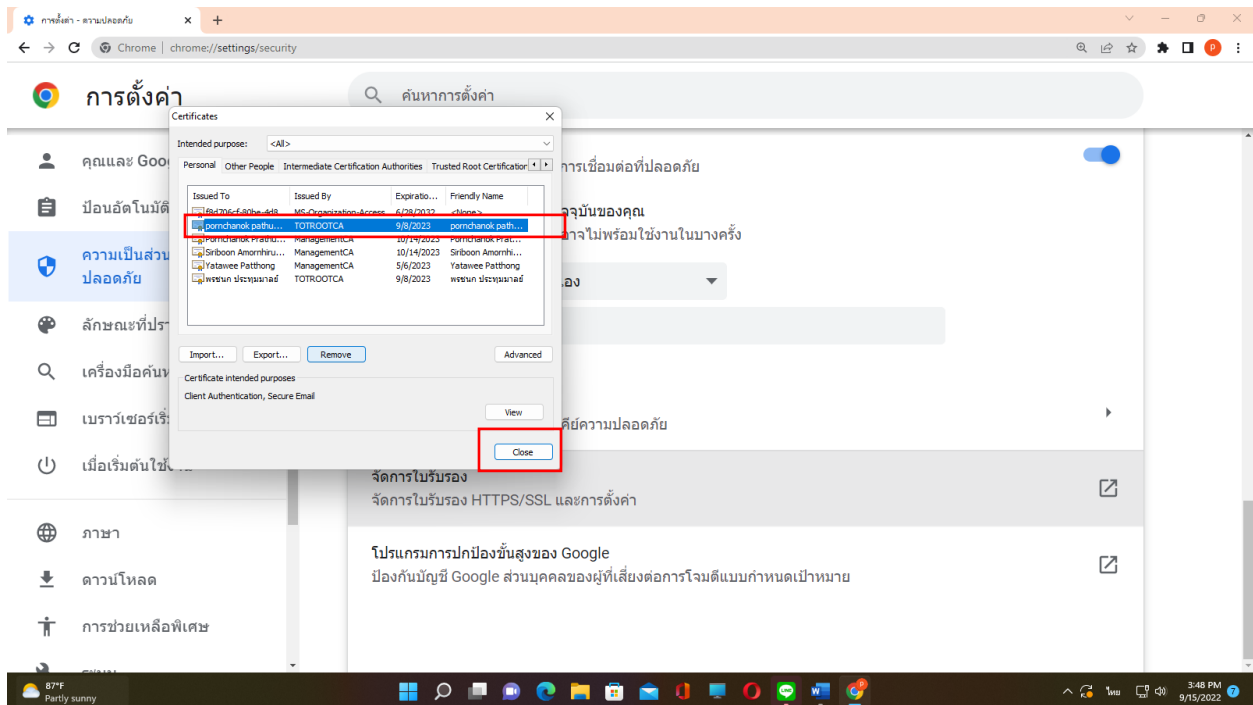 การตั้งค่า - ความปลอดภัย
Chrome | chrome://settings/security
P
การตั้งค่า
ค้นหาการตั้งค่า
Certificates
Intended purpose: <All>
Personal Other People Intermediate Certification Authorities Trusted Root Certification
Issued To Issued By Expiratio... Friendly Name
f8d706cf-80be-4d8... MS-Organization-Access 6/28/2032 <None>
pornchanok pathu... TOTROOTCA 9/8/2023 pornchanok path...
Pornchanok Prathu... ManagementCA 10/14/2023 Pornchanok Prat...
Siriboon Amornhiru... ManagementCA 10/14/2023 Siriboon Amornhi...
Yatawee Patthong ManagementCA 5/6/2023 Yatawee Patthong
พรชนก ประทุมมาลย์ TOTROOTCA 9/8/2023 พรชนก ประทุมมาลย์
Import... Export... Remove Advanced
Certificate intended purposes
Client Authentication, Secure Email
View
Close
คุณและ Goo
ป้อนอัตโนมัติ
ความเป็นส่วน
ปลอดภัย
ลักษณะที่ปรา
เครื่องมือค้นห
เบราว์เซอร์เริ่
เมื่อเริ่มต้นใช้งาน
ภาษา
ดาวน์โหลด
การช่วยเหลือพิเศษ
การเชื่อมต่อที่ปลอดภัย
จจุบันของคุณ
อาจไม่พร้อมใช้งานในบางครั้ง
เอง
คีย์ความปลอดภัย
จัดการใบรับรอง
จัดการใบรับรอง HTTPS/SSL และการตั้งค่า
โปรแกรมการปกป้องขั้นสูงของ Google
ป้องกันบัญชี Google ส่วนบุคคลของผู้ที่เสี่ยงต่อการโจมตีแบบกำหนดเป้าหมาย
87°F
Partly sunny
ไทย
3:48 PM
9/15/2022
7